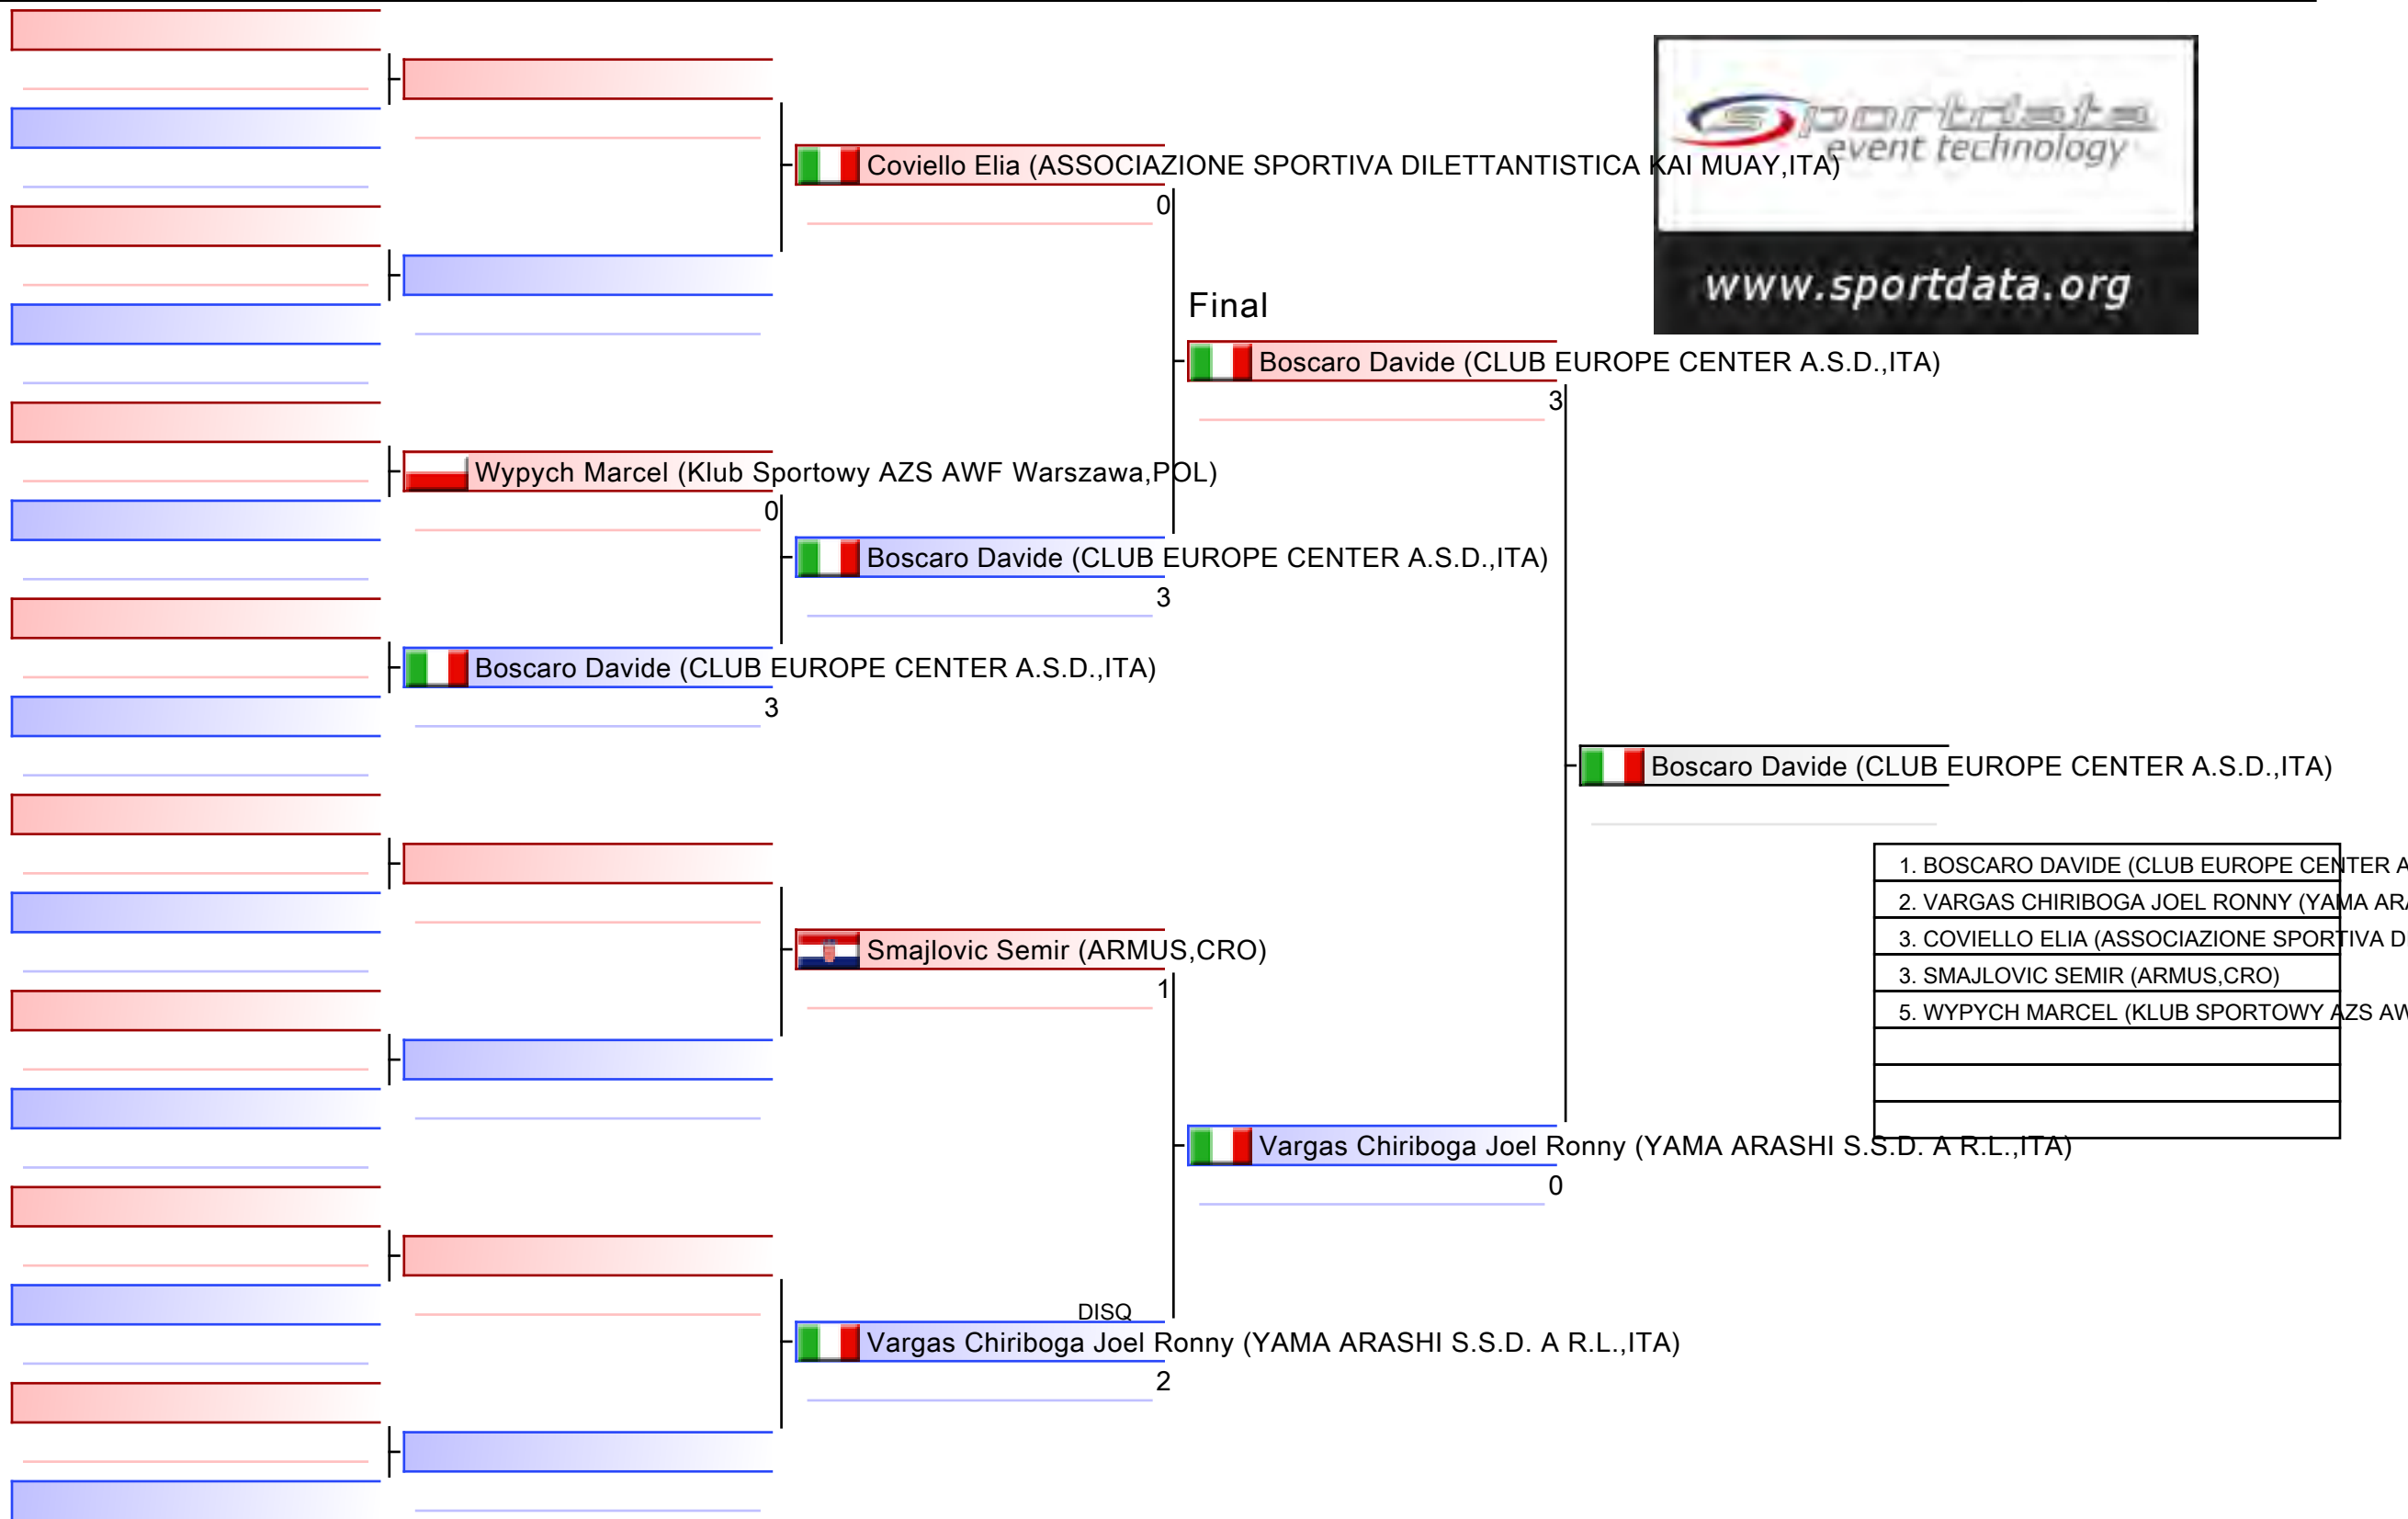 sportdata
event technology
www.sportdata.org
Coviello Elia (ASSOCIAZIONE SPORTIVA DILETTANTISTICA KAI MUAY,ITA)
0
Final
Boscaro Davide (CLUB EUROPE CENTER A.S.D.,ITA)
3
Wypych Marcel (Klub Sportowy AZS AWF Warszawa,POL)
0
Boscaro Davide (CLUB EUROPE CENTER A.S.D.,ITA)
3
Boscaro Davide (CLUB EUROPE CENTER A.S.D.,ITA)
3
Boscaro Davide (CLUB EUROPE CENTER A.S.D.,ITA)
1. BOSCARO DAVIDE (CLUB EUROPE CENTER A
2. VARGAS CHIRIBOGA JOEL RONNY (YAMA ARA
3. COVIELLO ELIA (ASSOCIAZIONE SPORTIVA D
3. SMAJLOVIC SEMIR (ARMUS,CRO)
5. WYPYCH MARCEL (KLUB SPORTOWY AZS AW
Smajlovic Semir (ARMUS,CRO)
1
Vargas Chiriboga Joel Ronny (YAMA ARASHI S.S.D. A R.L.,ITA)
0
DISQ
Vargas Chiriboga Joel Ronny (YAMA ARASHI S.S.D. A R.L.,ITA)
2